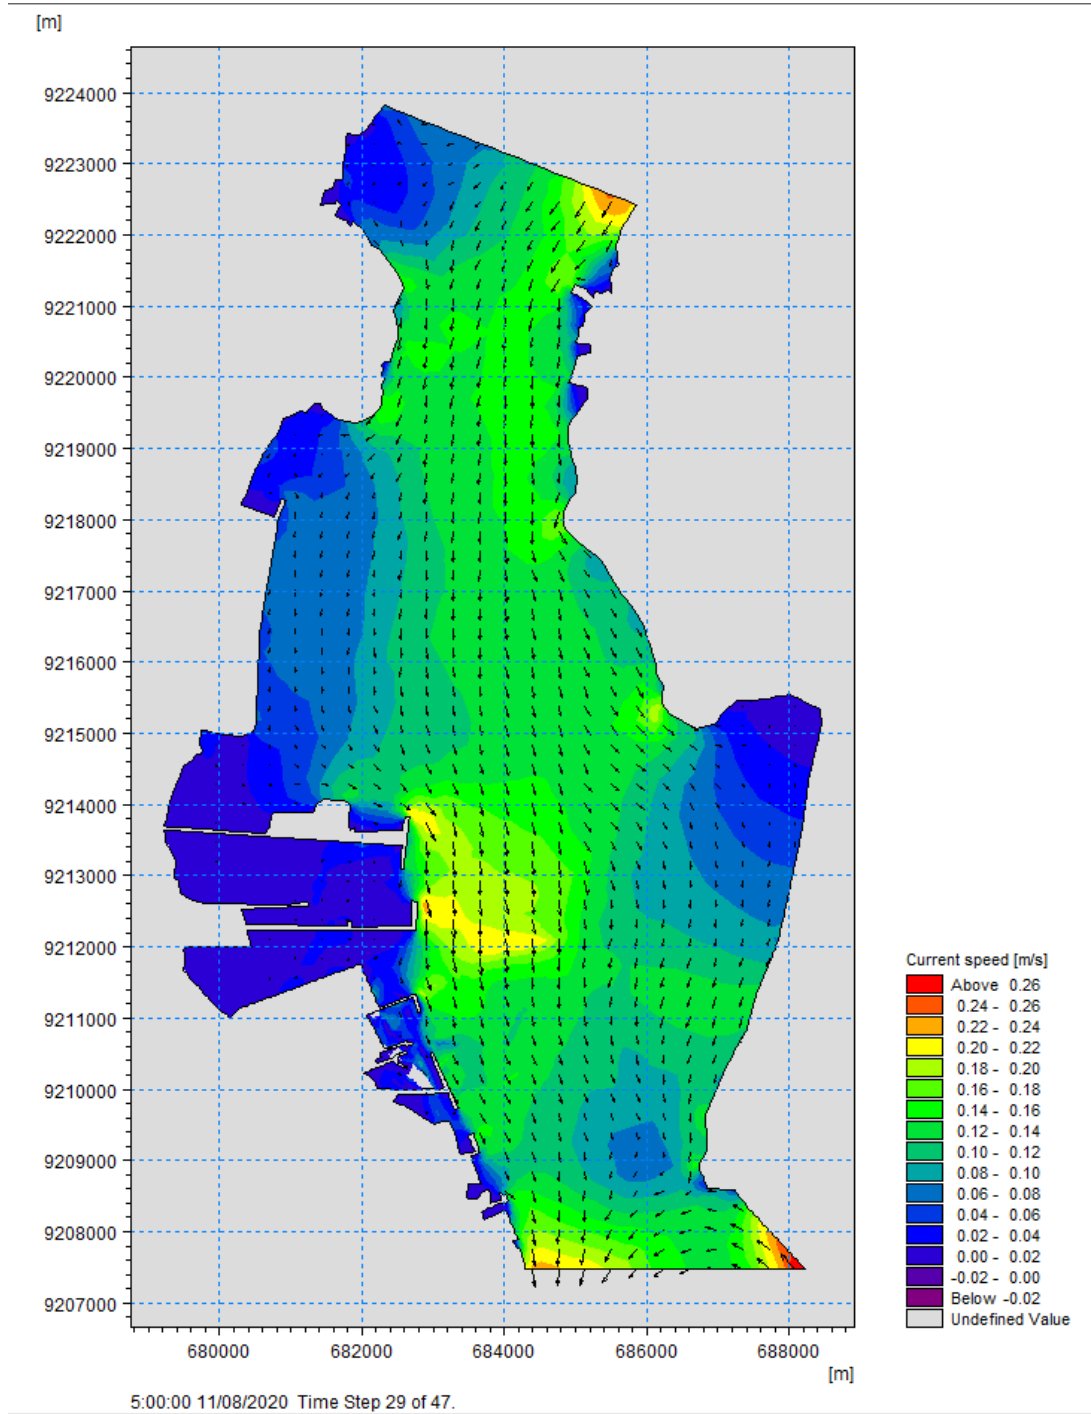 [m]
9224000
9223000
9222000
9221000
9220000
9219000
9218000
9217000
9216000
9215000
9214000
9213000
9212000
9211000
9210000
9209000
9208000
9207000
680000 682000 684000 686000 688000
[m]
Current speed [m/s]
Above 0.26
0.24 - 0.26
0.22 - 0.24
0.20 - 0.22
0.18 - 0.20
0.16 - 0.18
0.14 - 0.16
0.12 - 0.14
0.10 - 0.12
0.08 - 0.10
0.06 - 0.08
0.04 - 0.06
0.02 - 0.04
0.00 - 0.02
-0.02 - 0.00
Below -0.02
Undefined Value
5:00:00 11/08/2020 Time Step 29 of 47.